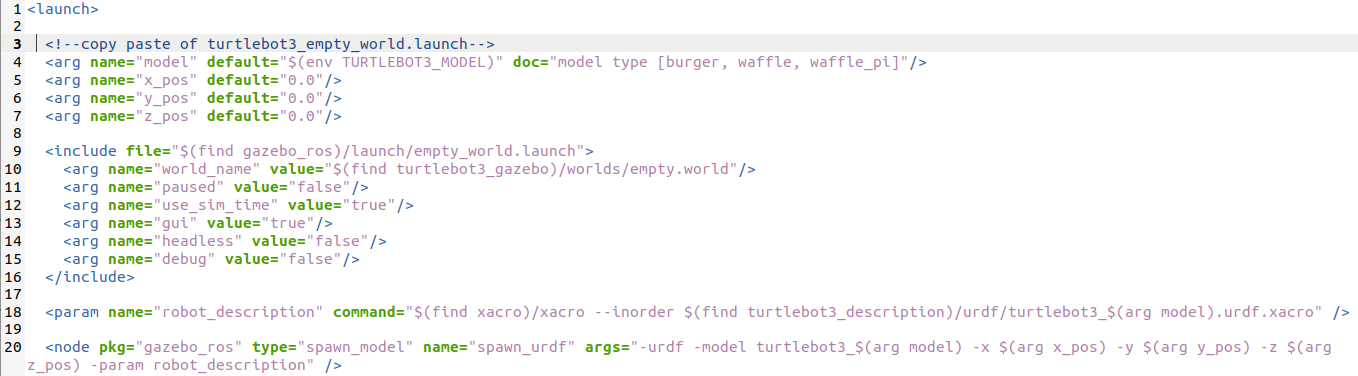 1 <launch>
2
3   <!--copy paste of turtlebot3_empty_world.launch-->
4   <arg name="model" default="$(env TURTLEBOT3_MODEL)" doc="model type [burger, waffle, waffle_pi]"/>
5   <arg name="x_pos" default="0.0"/>
6   <arg name="y_pos" default="0.0"/>
7   <arg name="z_pos" default="0.0"/>
8
9   <include file="$(find gazebo_ros)/launch/empty_world.launch">
10     <arg name="world_name" value="$(find turtlebot3_gazebo)/worlds/empty.world"/>
11     <arg name="paused" value="false"/>
12     <arg name="use_sim_time" value="true"/>
13     <arg name="gui" value="true"/>
14     <arg name="headless" value="false"/>
15     <arg name="debug" value="false"/>
16   </include>
17
18   <param name="robot_description" command="$(find xacro)/xacro --inorder $(find turtlebot3_description)/urdf/turtlebot3_$(arg model).urdf.xacro" />
19
20   <node pkg="gazebo_ros" type="spawn_model" name="spawn_urdf" args="-urdf -model turtlebot3_$(arg model) -x $(arg x_pos) -y $(arg y_pos) -z $(arg
z_pos) -param robot_description" />